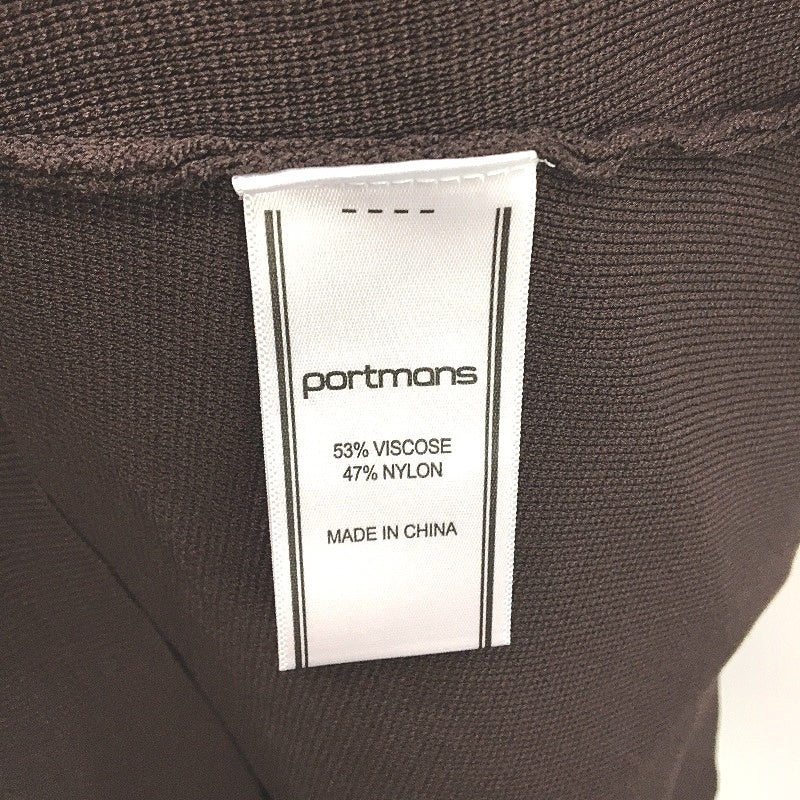 portmans
53% VISCOSE
47% NYLON
MADE IN CHINA